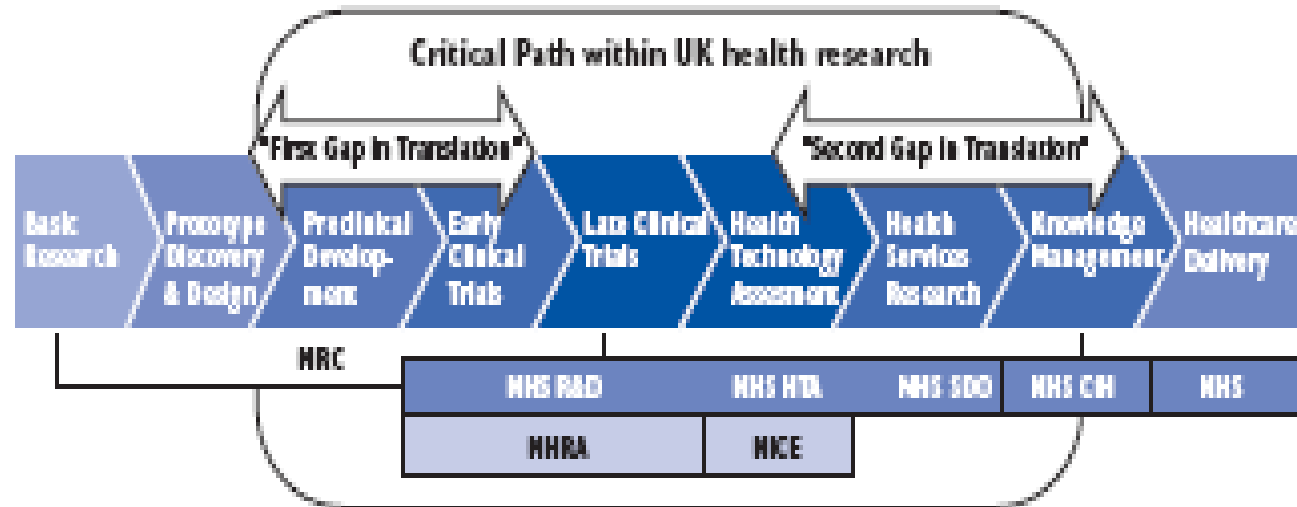 Critical Path within UK health research
"First Gap in Translation"
"Second Gap in Translation"
Basic
Research
Prototype
Discovery
& Design
Preclinical
Develop-
ment
Early
Clinical
Trials
Late Clinical
Trials
Health
Technology
Assesment
Health
Services
Research
Knowledge
Management
Healthcare
Delivery
MRC
NHS R&D
NHS HTA
NHS SDO
NHS CfH
NHS
MHRA
NICE